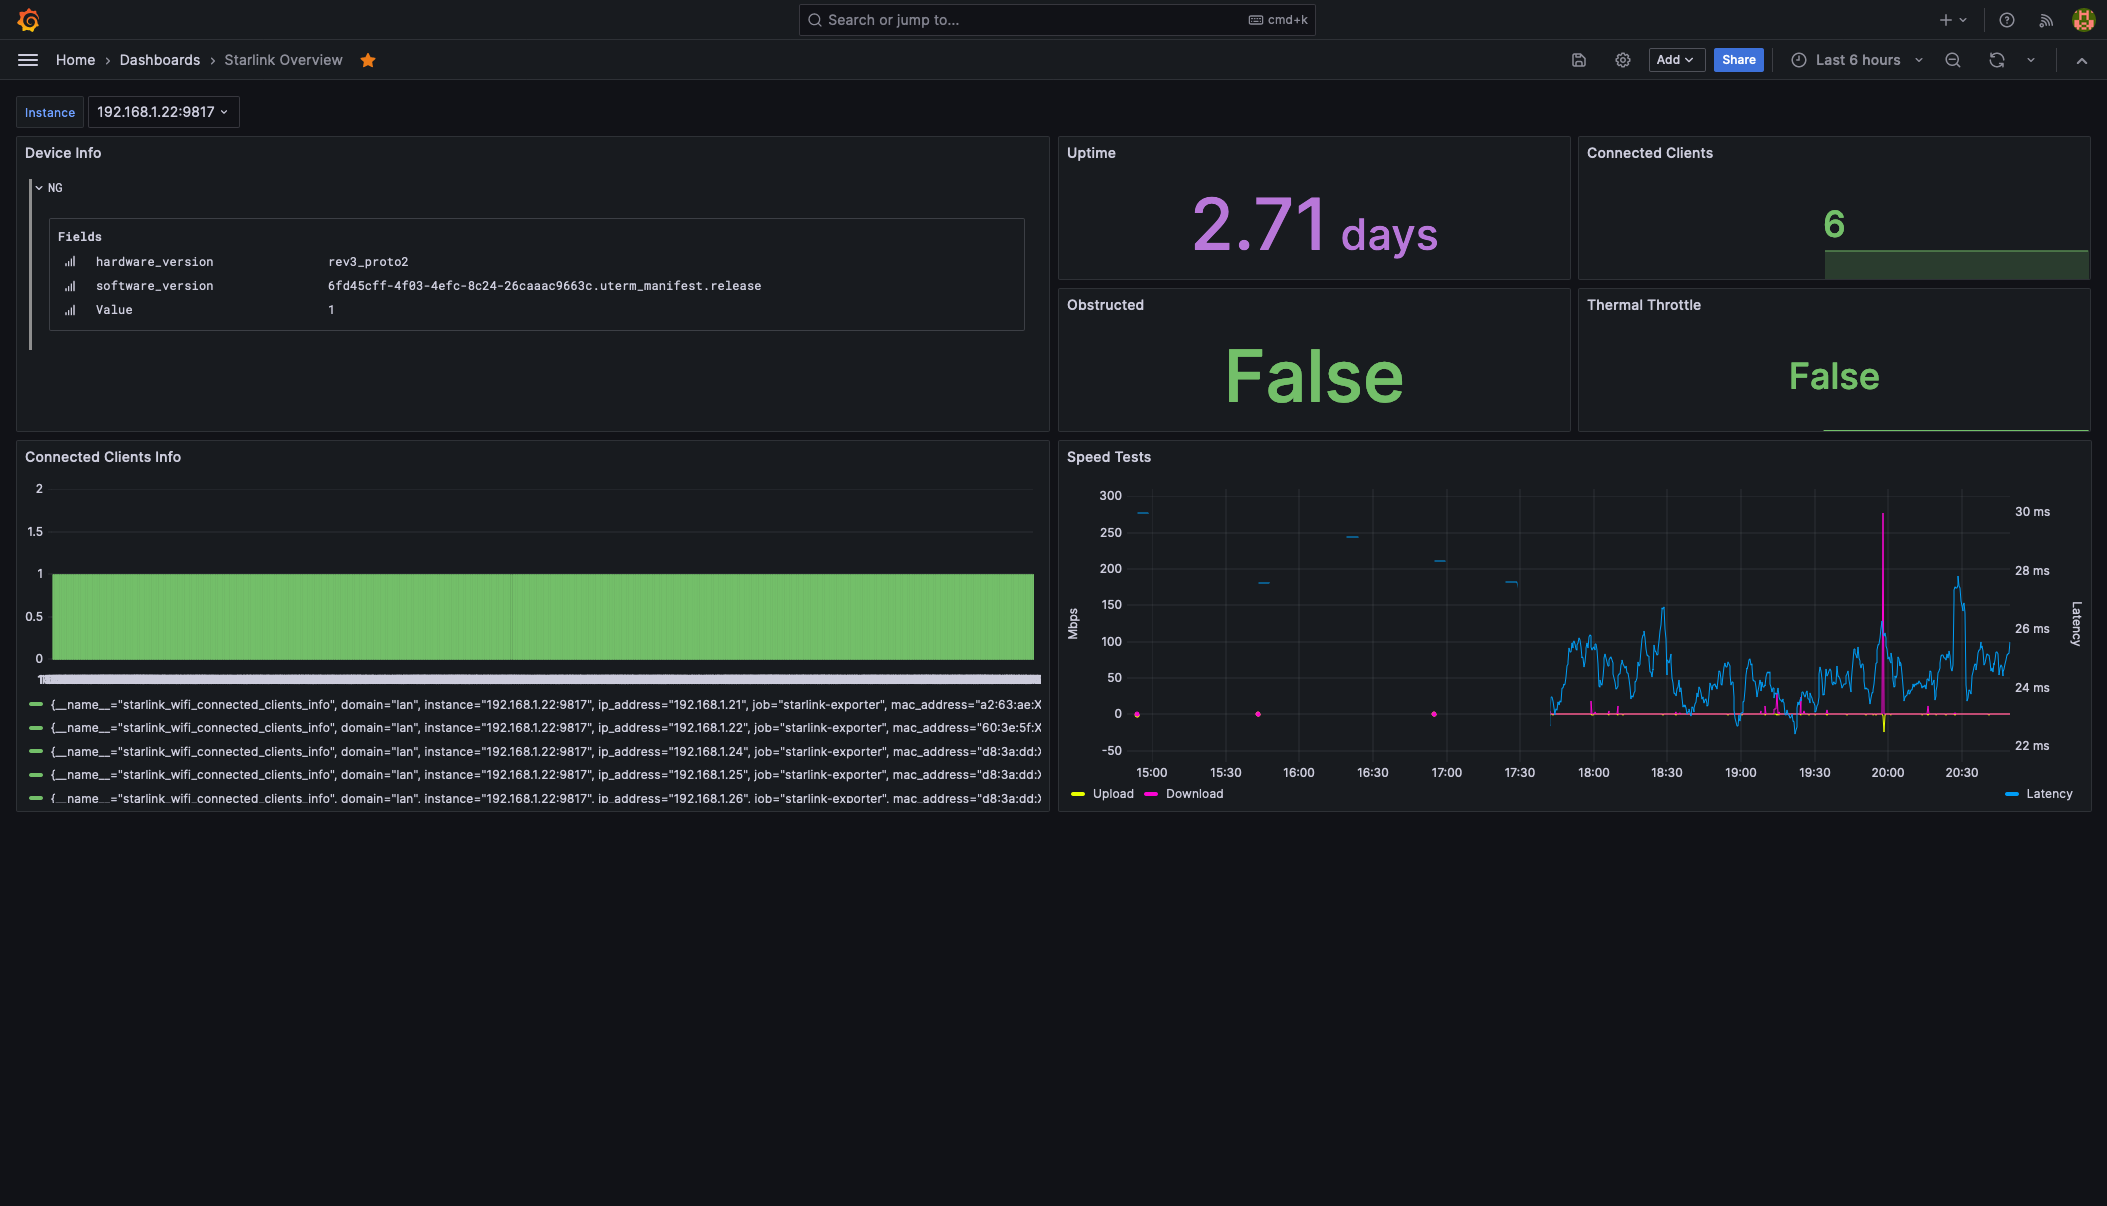 Search or jump to...
cmd+k
Home › Dashboards › Starlink Overview
Add
Share
Last 6 hours
Instance
192.168.1.22:9817
Device Info
NG
Fields
hardware_version rev3_proto2
software_version 6fd45cff-4f03-4efc-8c24-26caaac9663c.uterm_manifest.release
Value 1
Uptime
2.71 days
Connected Clients
6
Obstructed
False
Thermal Throttle
False
Connected Clients Info
2
1.5
1
0.5
0
{__name__="starlink_wifi_connected_clients_info", domain="lan", instance="192.168.1.22:9817", ip_address="192.168.1.21", job="starlink-exporter", mac_address="a2:63:ae:X
{__name__="starlink_wifi_connected_clients_info", domain="lan", instance="192.168.1.22:9817", ip_address="192.168.1.22", job="starlink-exporter", mac_address="60:3e:5f:X
{__name__="starlink_wifi_connected_clients_info", domain="lan", instance="192.168.1.22:9817", ip_address="192.168.1.24", job="starlink-exporter", mac_address="d8:3a:dd:X
{__name__="starlink_wifi_connected_clients_info", domain="lan", instance="192.168.1.22:9817", ip_address="192.168.1.25", job="starlink-exporter", mac_address="d8:3a:dd:X
{__name__="starlink_wifi_connected_clients_info", domain="lan", instance="192.168.1.22:9817", ip_address="192.168.1.26", job="starlink-exporter", mac_address="d8:3a:dd:X
Speed Tests
300
250
200
150
100
50
0
-50
Mbps
30 ms
28 ms
26 ms
24 ms
22 ms
Latency
15:00 15:30 16:00 16:30 17:00 17:30 18:00 18:30 19:00 19:30 20:00 20:30
Upload Download Latency